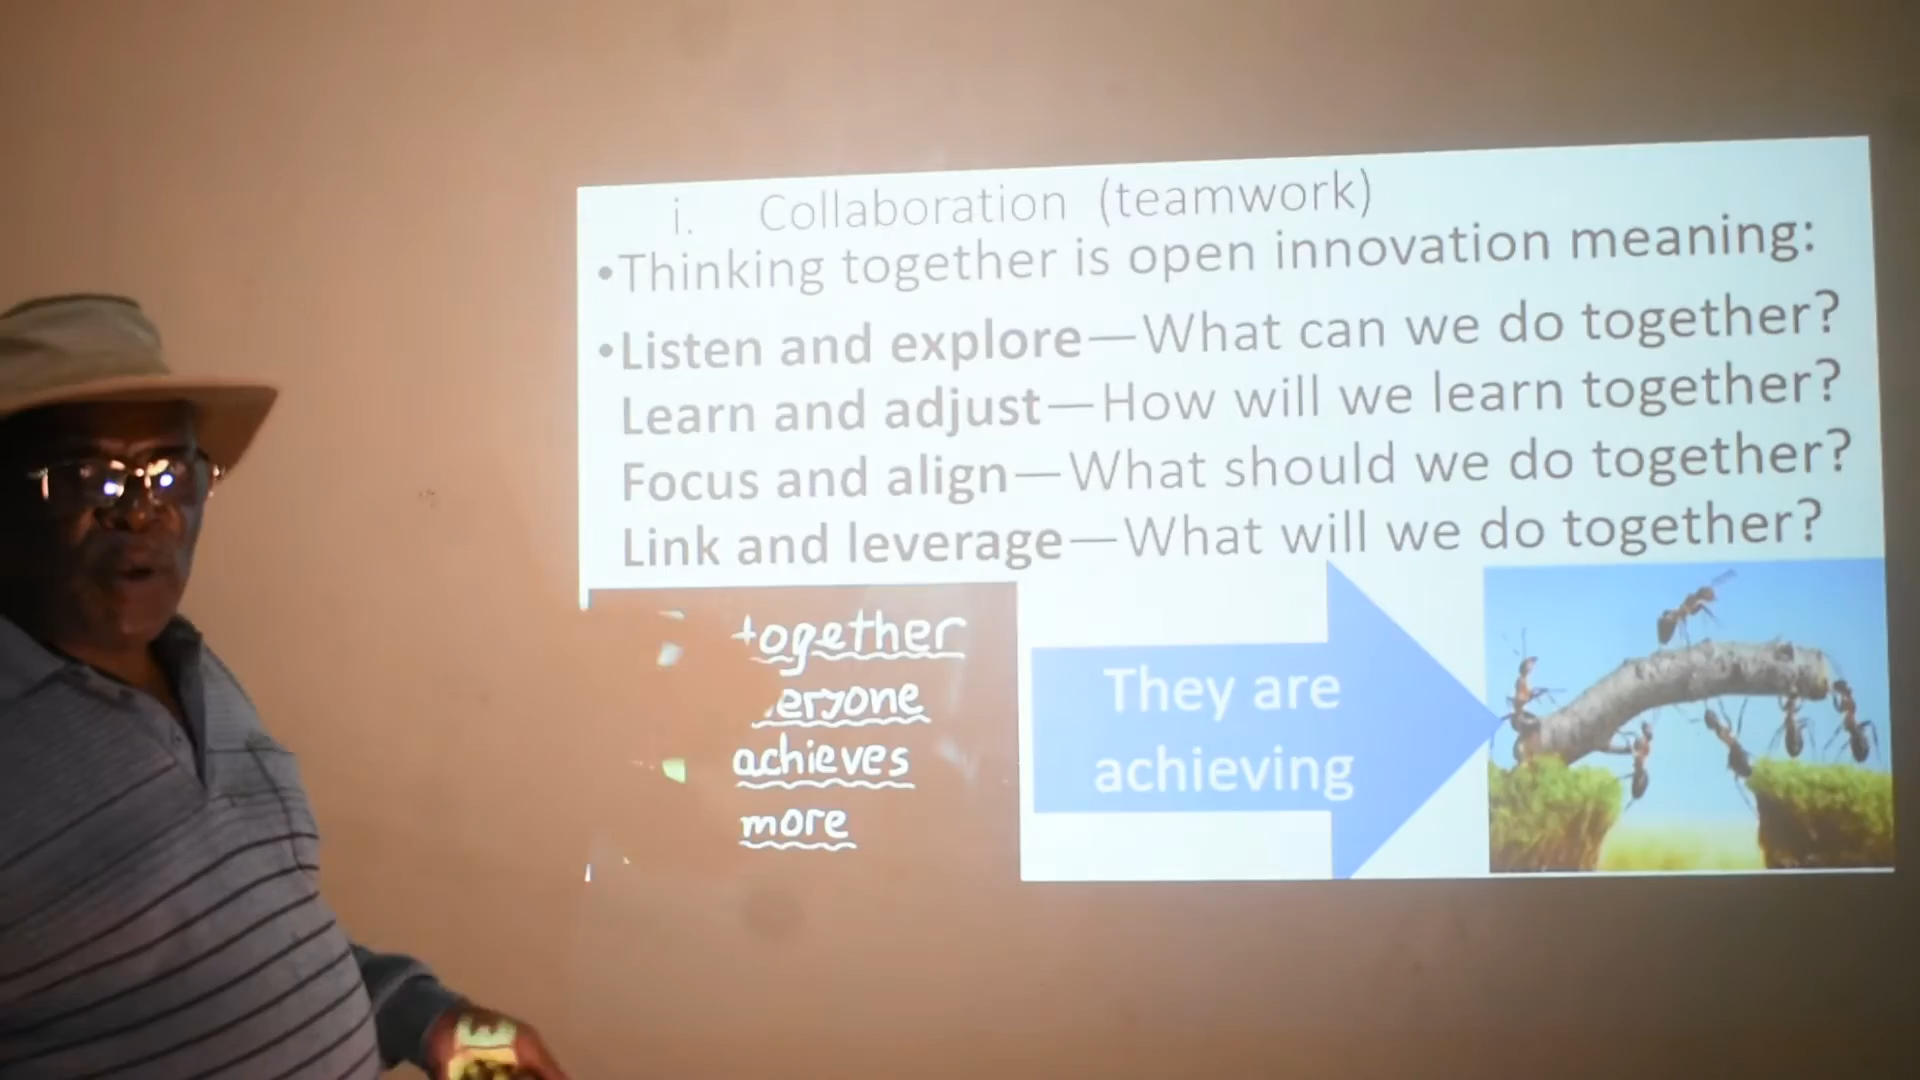 i. Collaboration (teamwork)
•Thinking together is open innovation meaning:
•Listen and explore—What can we do together?
Learn and adjust—How will we learn together?
Focus and align—What should we do together?
Link and leverage—What will we do together?
together
eryone
achieves
more
They are
achieving